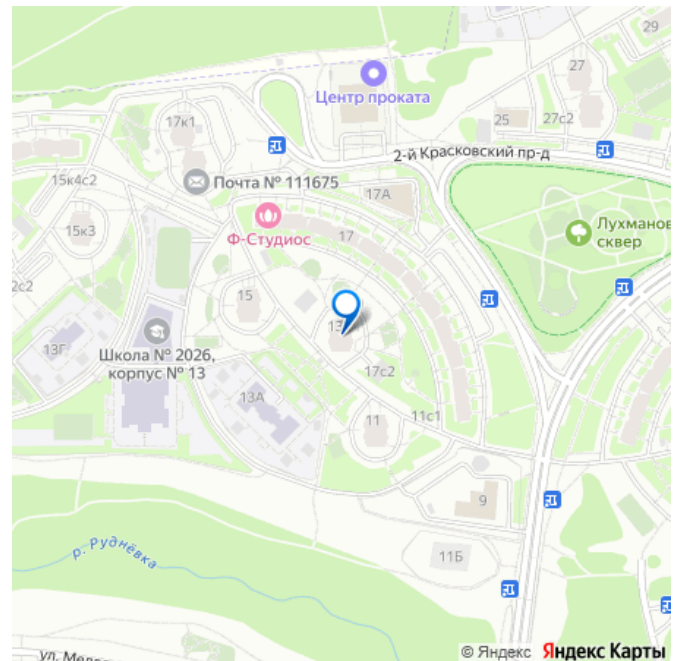 27
Центр проката
25
27с2
17к1
2-й Красковский пр-д
Почта № 111675
17А
15к4с2
Ф-Студиос
17
Лухманов
сквер
15к3
2с2
15
13
13Г
Школа № 2026,
корпус № 13
17с2
13А
11
11с1
9
р. Руднёвка
11Б
ул. Мел
© Яндекс Яндекс Карты